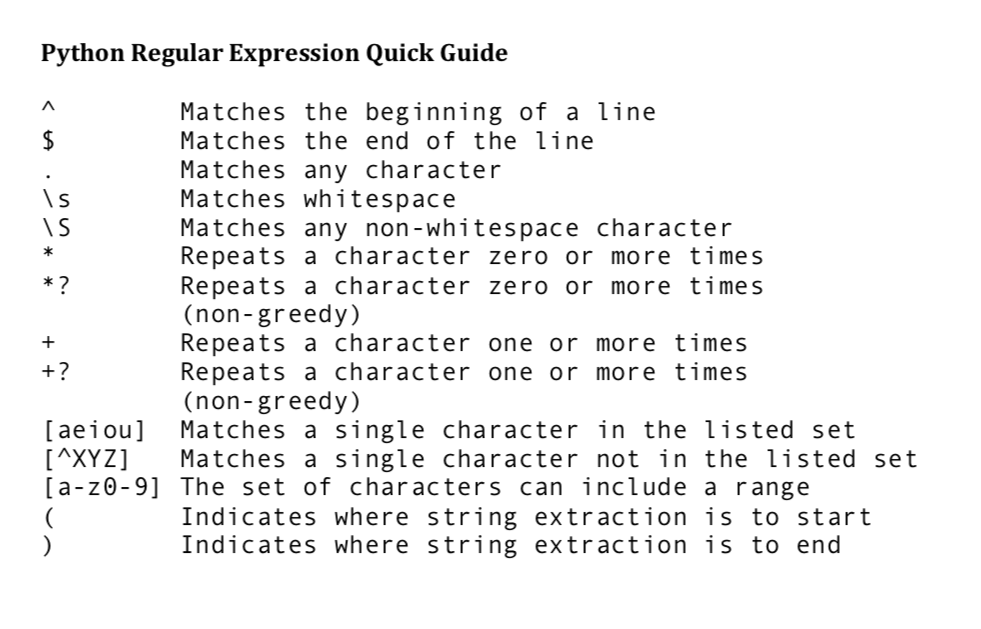 Python Regular Expression Quick Guide
^ Matches the beginning of a line
$ Matches the end of the line
. Matches any character
\s Matches whitespace
\S Matches any non-whitespace character
* Repeats a character zero or more times
*? Repeats a character zero or more times
(non-greedy)
+ Repeats a character one or more times
+? Repeats a character one or more times
(non-greedy)
[aeiou] Matches a single character in the listed set
[^XYZ] Matches a single character not in the listed set
[a-z0-9] The set of characters can include a range
( Indicates where string extraction is to start
) Indicates where string extraction is to end